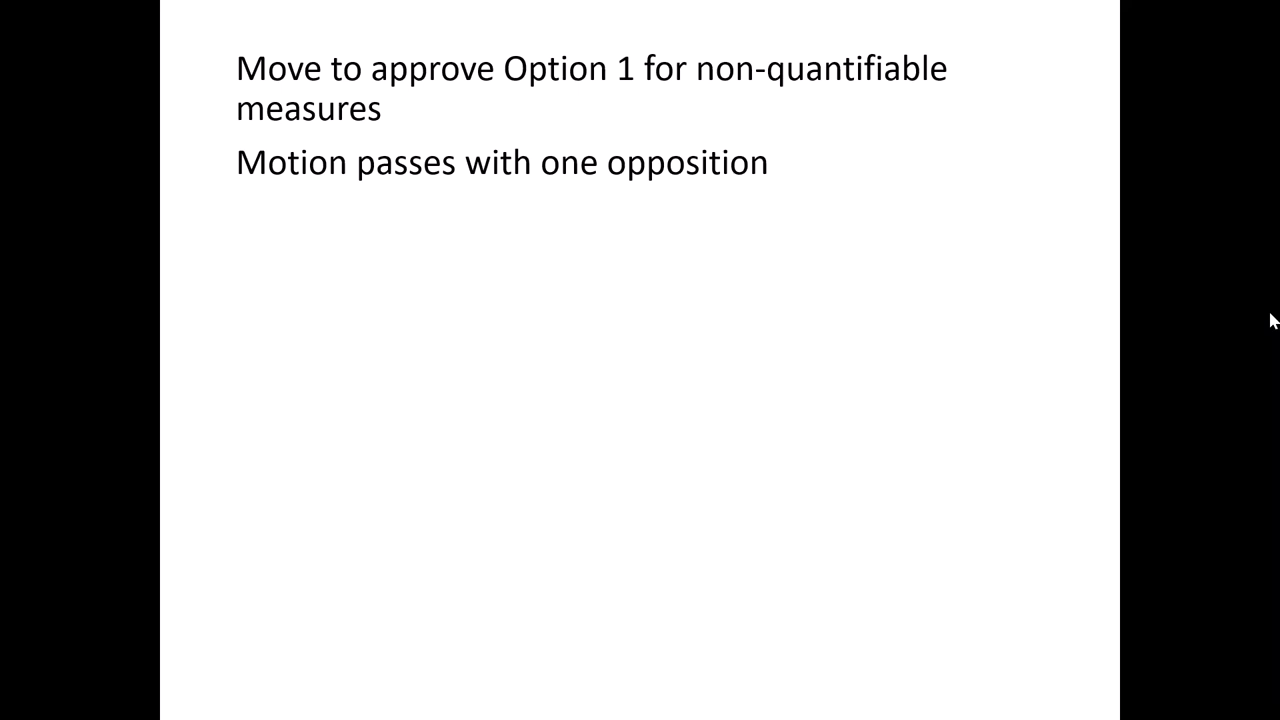 Move to approve Option 1 for non-quantifiable
measures
Motion passes with one opposition